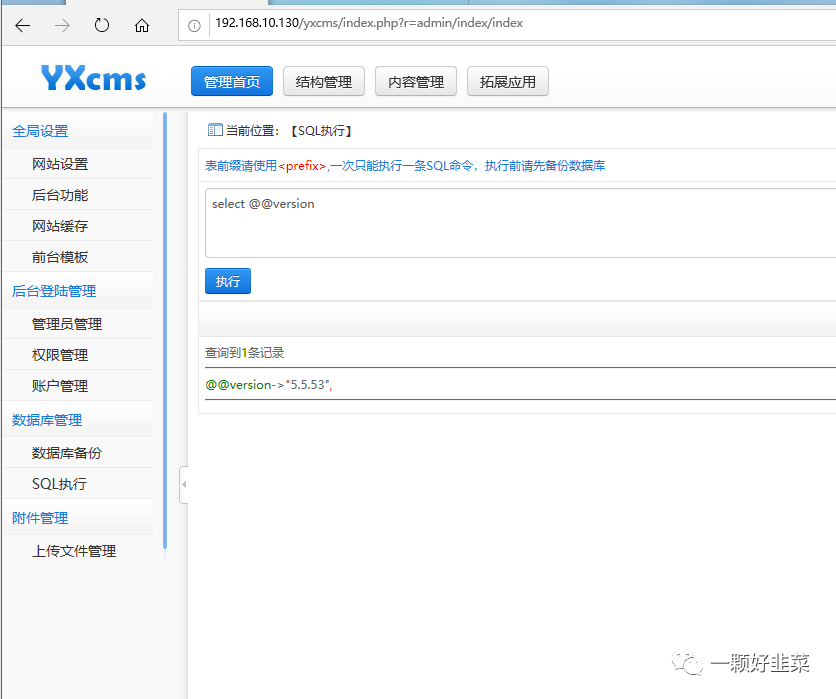 192.168.10.130/yxcms/index.php?r=admin/index/index
YXcms
管理首页 结构管理 内容管理 拓展应用
全局设置
网站设置
后台功能
网站缓存
前台模板
后台登陆管理
管理员管理
权限管理
账户管理
数据库管理
数据库备份
SQL执行
附件管理
上传文件管理
当前位置：【SQL执行】
表前缀请使用<prefix>,一次只能执行一条SQL命令，执行前请先备份数据库
select @@version
执行
查询到1条记录
@@version->"5.5.53",
一颗好韭菜